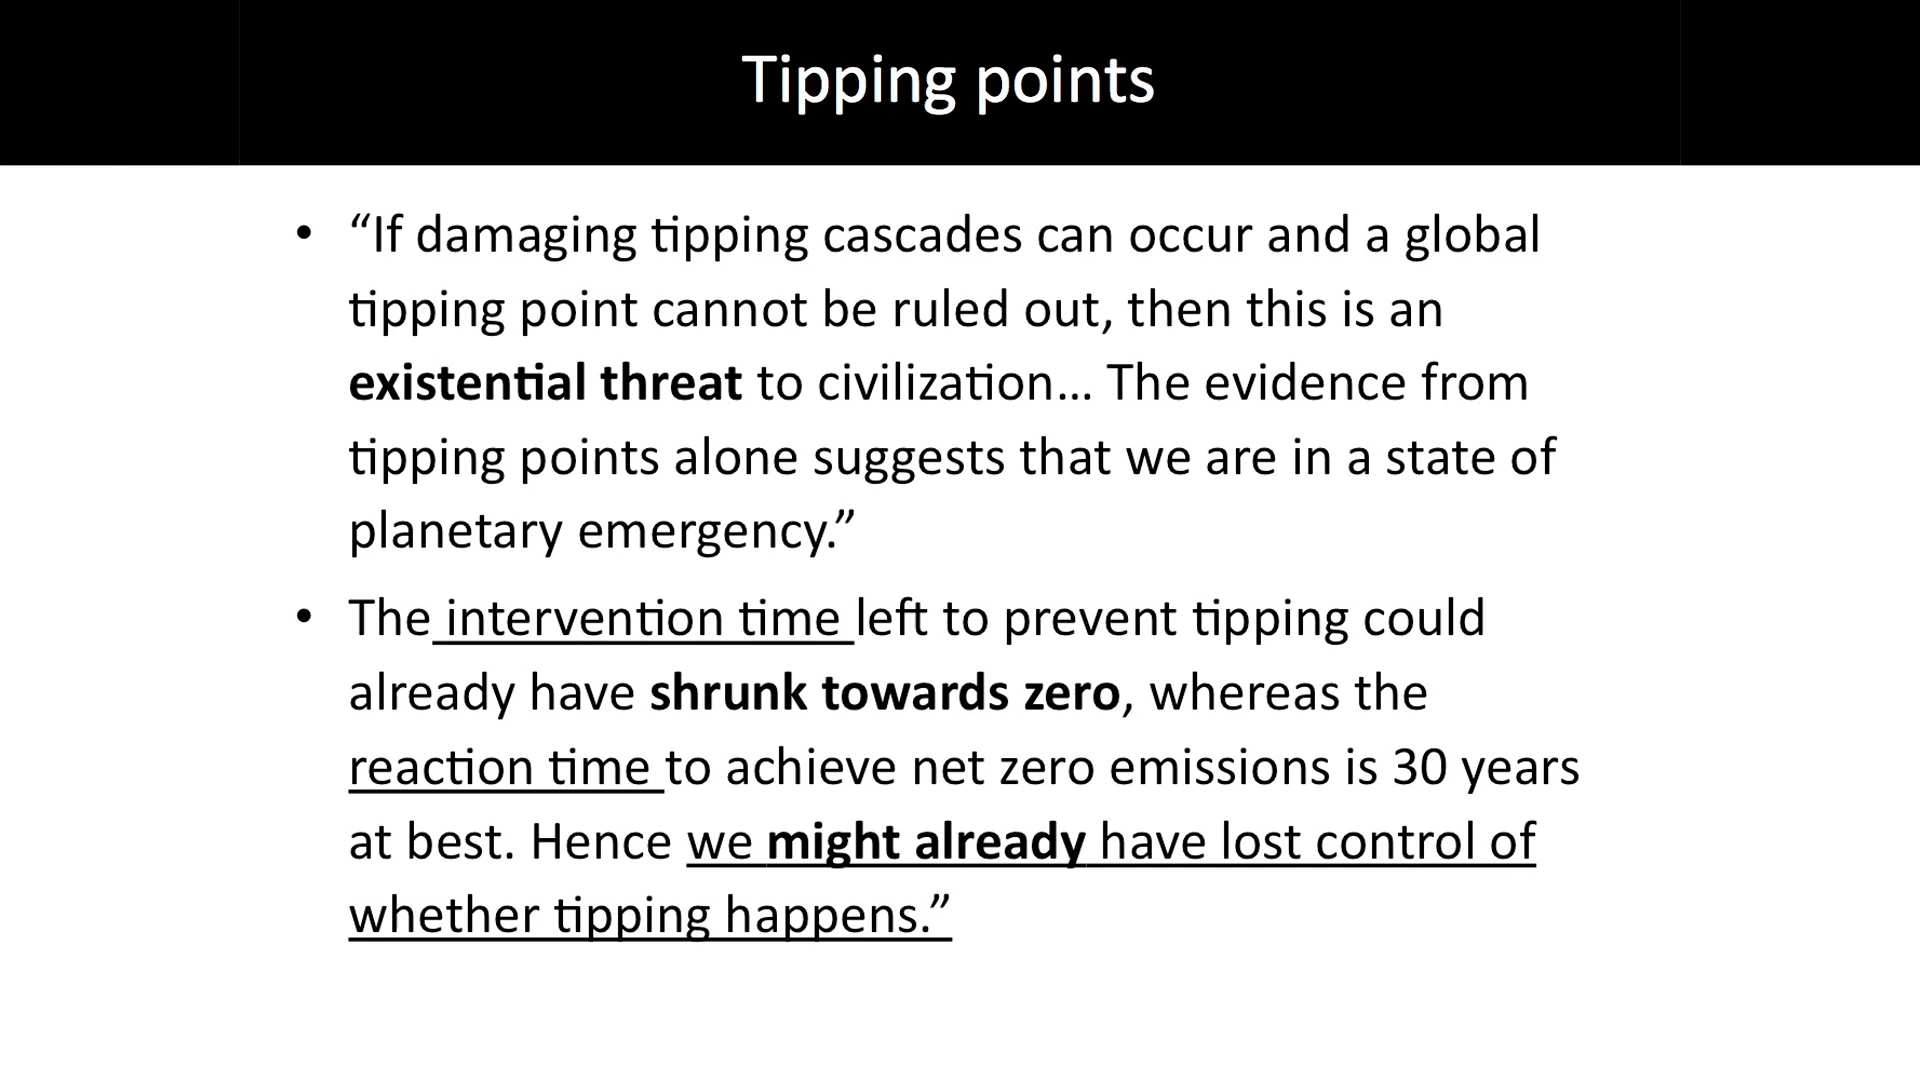 Tipping points
• “If damaging tipping cascades can occur and a global
tipping point cannot be ruled out, then this is an
existential threat to civilization... The evidence from
tipping points alone suggests that we are in a state of
planetary emergency.”
• The intervention time left to prevent tipping could
already have shrunk towards zero, whereas the
reaction time to achieve net zero emissions is 30 years
at best. Hence we might already have lost control of
whether tipping happens.”